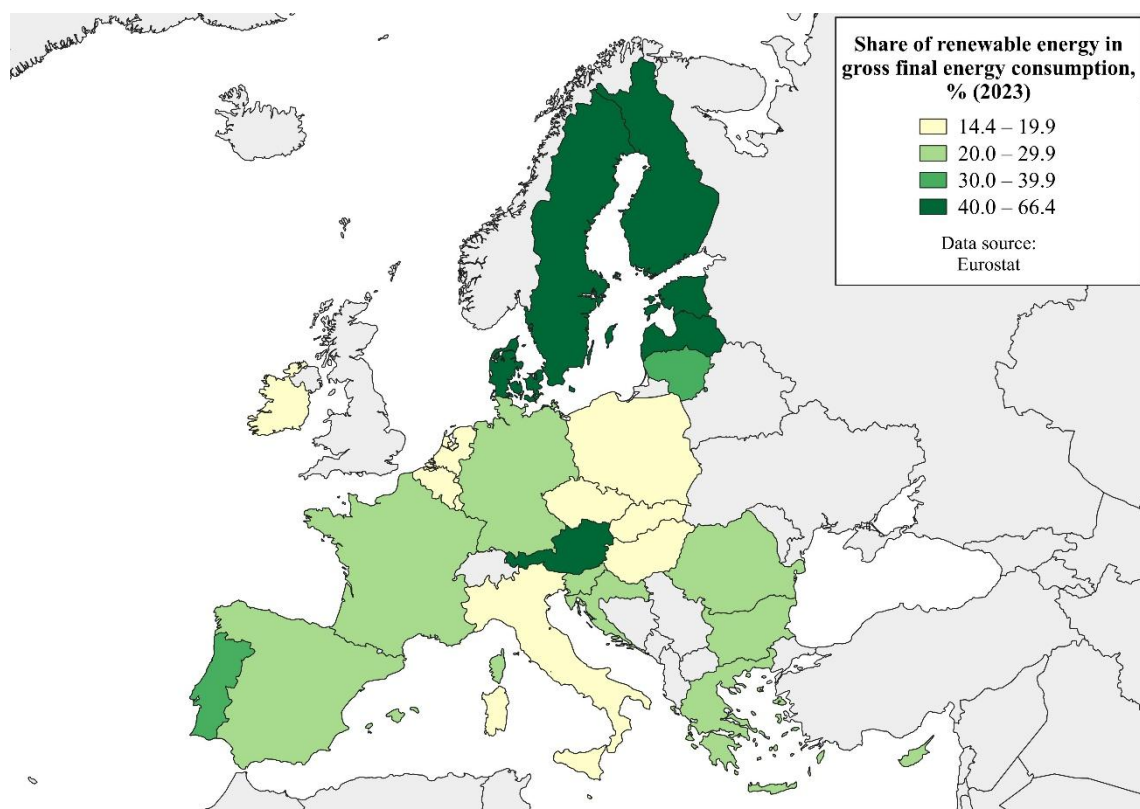 Share of renewable energy in
gross final energy consumption,
% (2023)
14.4 – 19.9
20.0 – 29.9
30.0 – 39.9
40.0 – 66.4
Data source:
Eurostat